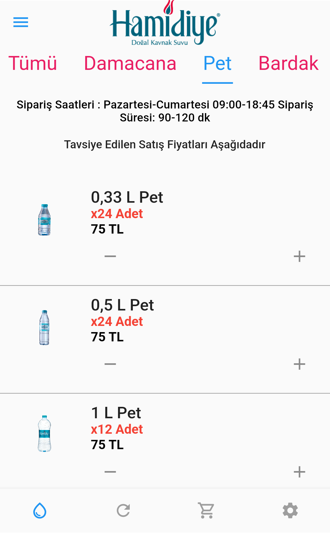 Hamidiye®
Doğal Kaynak Suyu
Tümü Damacana Pet Bardak
Sipariş Saatleri : Pazartesi-Cumartesi 09:00-18:45 Sipariş
Süresi: 90-120 dk
Tavsiye Edilen Satış Fiyatları Aşağıdadır
0,33 L Pet
x24 Adet
75 TL
0,5 L Pet
x24 Adet
75 TL
1 L Pet
x12 Adet
75 TL